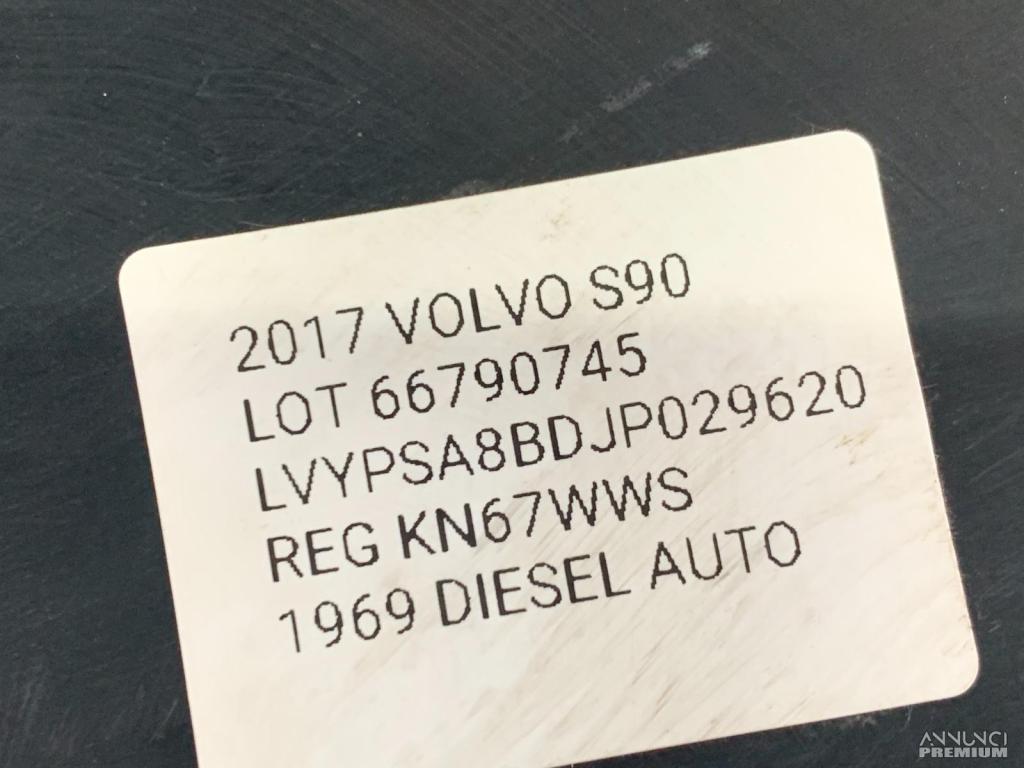 2017 VOLVO S90
LOT 66790745
LVYPSA8BDJP029620
REG KN67WWS
1969 DIESEL AUTO
ANNUNCI
PREMIUM